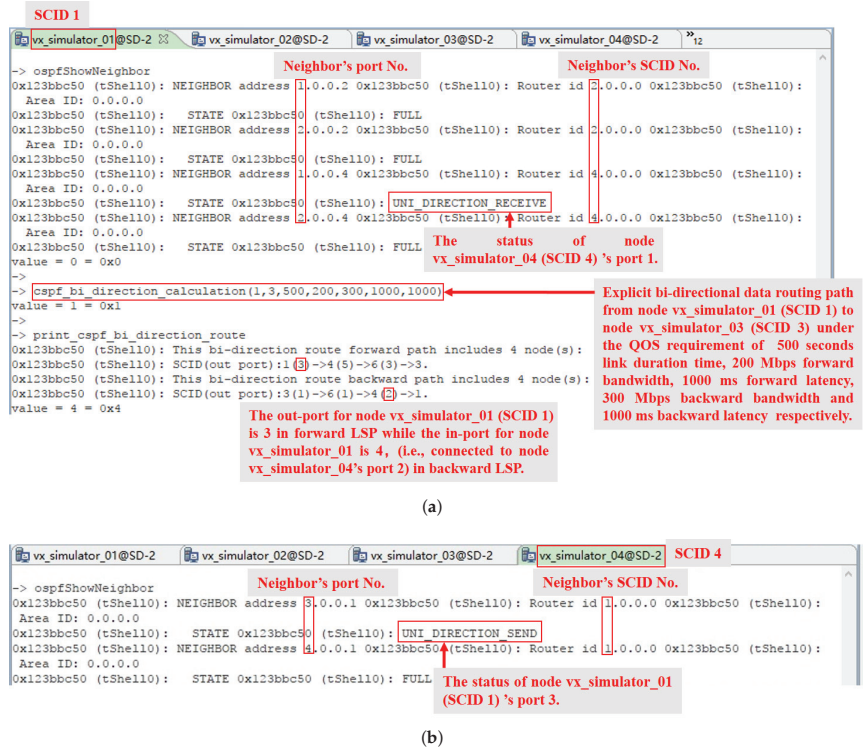 SCID 1
vx_simulator_01@SD-2
vx_simulator_02@SD-2
vx_simulator_03@SD-2
vx_simulator_04@SD-2
»12
Neighbor's port No.
Neighbor's SCID No.
-> ospfShowNeighbor
0x123bbc50 (tShell0): NEIGHBOR address 1.0.0.2 0x123bbc50 (tShell0): Router id 2.0.0.0 0x123bbc50 (tShell0):
Area ID: 0.0.0.0
0x123bbc50 (tShell0):   STATE 0x123bbc50 (tShell0): FULL
0x123bbc50 (tShell0): NEIGHBOR address 2.0.0.2 0x123bbc50 (tShell0): Router id 2.0.0.0 0x123bbc50 (tShell0):
Area ID: 0.0.0.0
0x123bbc50 (tShell0):   STATE 0x123bbc50 (tShell0): FULL
0x123bbc50 (tShell0): NEIGHBOR address 1.0.0.4 0x123bbc50 (tShell0): Router id 4.0.0.0 0x123bbc50 (tShell0):
Area ID: 0.0.0.0
0x123bbc50 (tShell0):   STATE 0x123bbc50 (tShell0): UNI_DIRECTION_RECEIVE
0x123bbc50 (tShell0): NEIGHBOR address 2.0.0.4 0x123bbc50 (tShell0): Router id 4.0.0.0 0x123bbc50 (tShell0):
Area ID: 0.0.0.0
0x123bbc50 (tShell0):   STATE 0x123bbc50 (tShell0): FULL
value = 0 = 0x0
The status of node
vx_simulator_04 (SCID 4) 's port 1.
->
-> cspf_bi_direction_calculation(1,3,500,200,300,1000,1000)
value = 1 = 0x1
->
-> print_cspf_bi_direction_route
0x123bbc50 (tShell0): This bi-direction route forward path includes 4 node(s):
0x123bbc50 (tShell0): SCID(out port):1(3)->4(5)->6(3)->3.
0x123bbc50 (tShell0): This bi-direction route backward path includes 4 node(s):
0x123bbc50 (tShell0): SCID(out port):3(1)->6(1)->4(2)->1.
value = 4 = 0x4
Explicit bi-directional data routing path
from node vx_simulator_01 (SCID 1) to
node vx_simulator_03 (SCID 3) under
the QOS requirement of 500 seconds
link duration time, 200 Mbps forward
bandwidth, 1000 ms forward latency,
300 Mbps backward bandwidth and
1000 ms backward latency respectively.
The out-port for node vx_simulator_01 (SCID 1)
is 3 in forward LSP while the in-port for node
vx_simulator_01 is 4, (i.e., connected to node
vx_simulator_04's port 2) in backward LSP.
(a)
vx_simulator_01@SD-2
vx_simulator_02@SD-2
vx_simulator_03@SD-2
vx_simulator_04@SD-2
SCID 4
Neighbor's port No.
Neighbor's SCID No.
-> ospfShowNeighbor
0x123bbc50 (tShell0): NEIGHBOR address 3.0.0.1 0x123bbc50 (tShell0): Router id 1.0.0.0 0x123bbc50 (tShell0):
Area ID: 0.0.0.0
0x123bbc50 (tShell0):   STATE 0x123bbc50 (tShell0): UNI_DIRECTION_SEND
0x123bbc50 (tShell0): NEIGHBOR address 4.0.0.1 0x123bbc50 (tShell0): Router id 1.0.0.0 0x123bbc50 (tShell0):
Area ID: 0.0.0.0
0x123bbc50 (tShell0):   STATE 0x123bbc50 (tShell0): FULL
The status of node vx_simulator_01
(SCID 1) 's port 3.
(b)